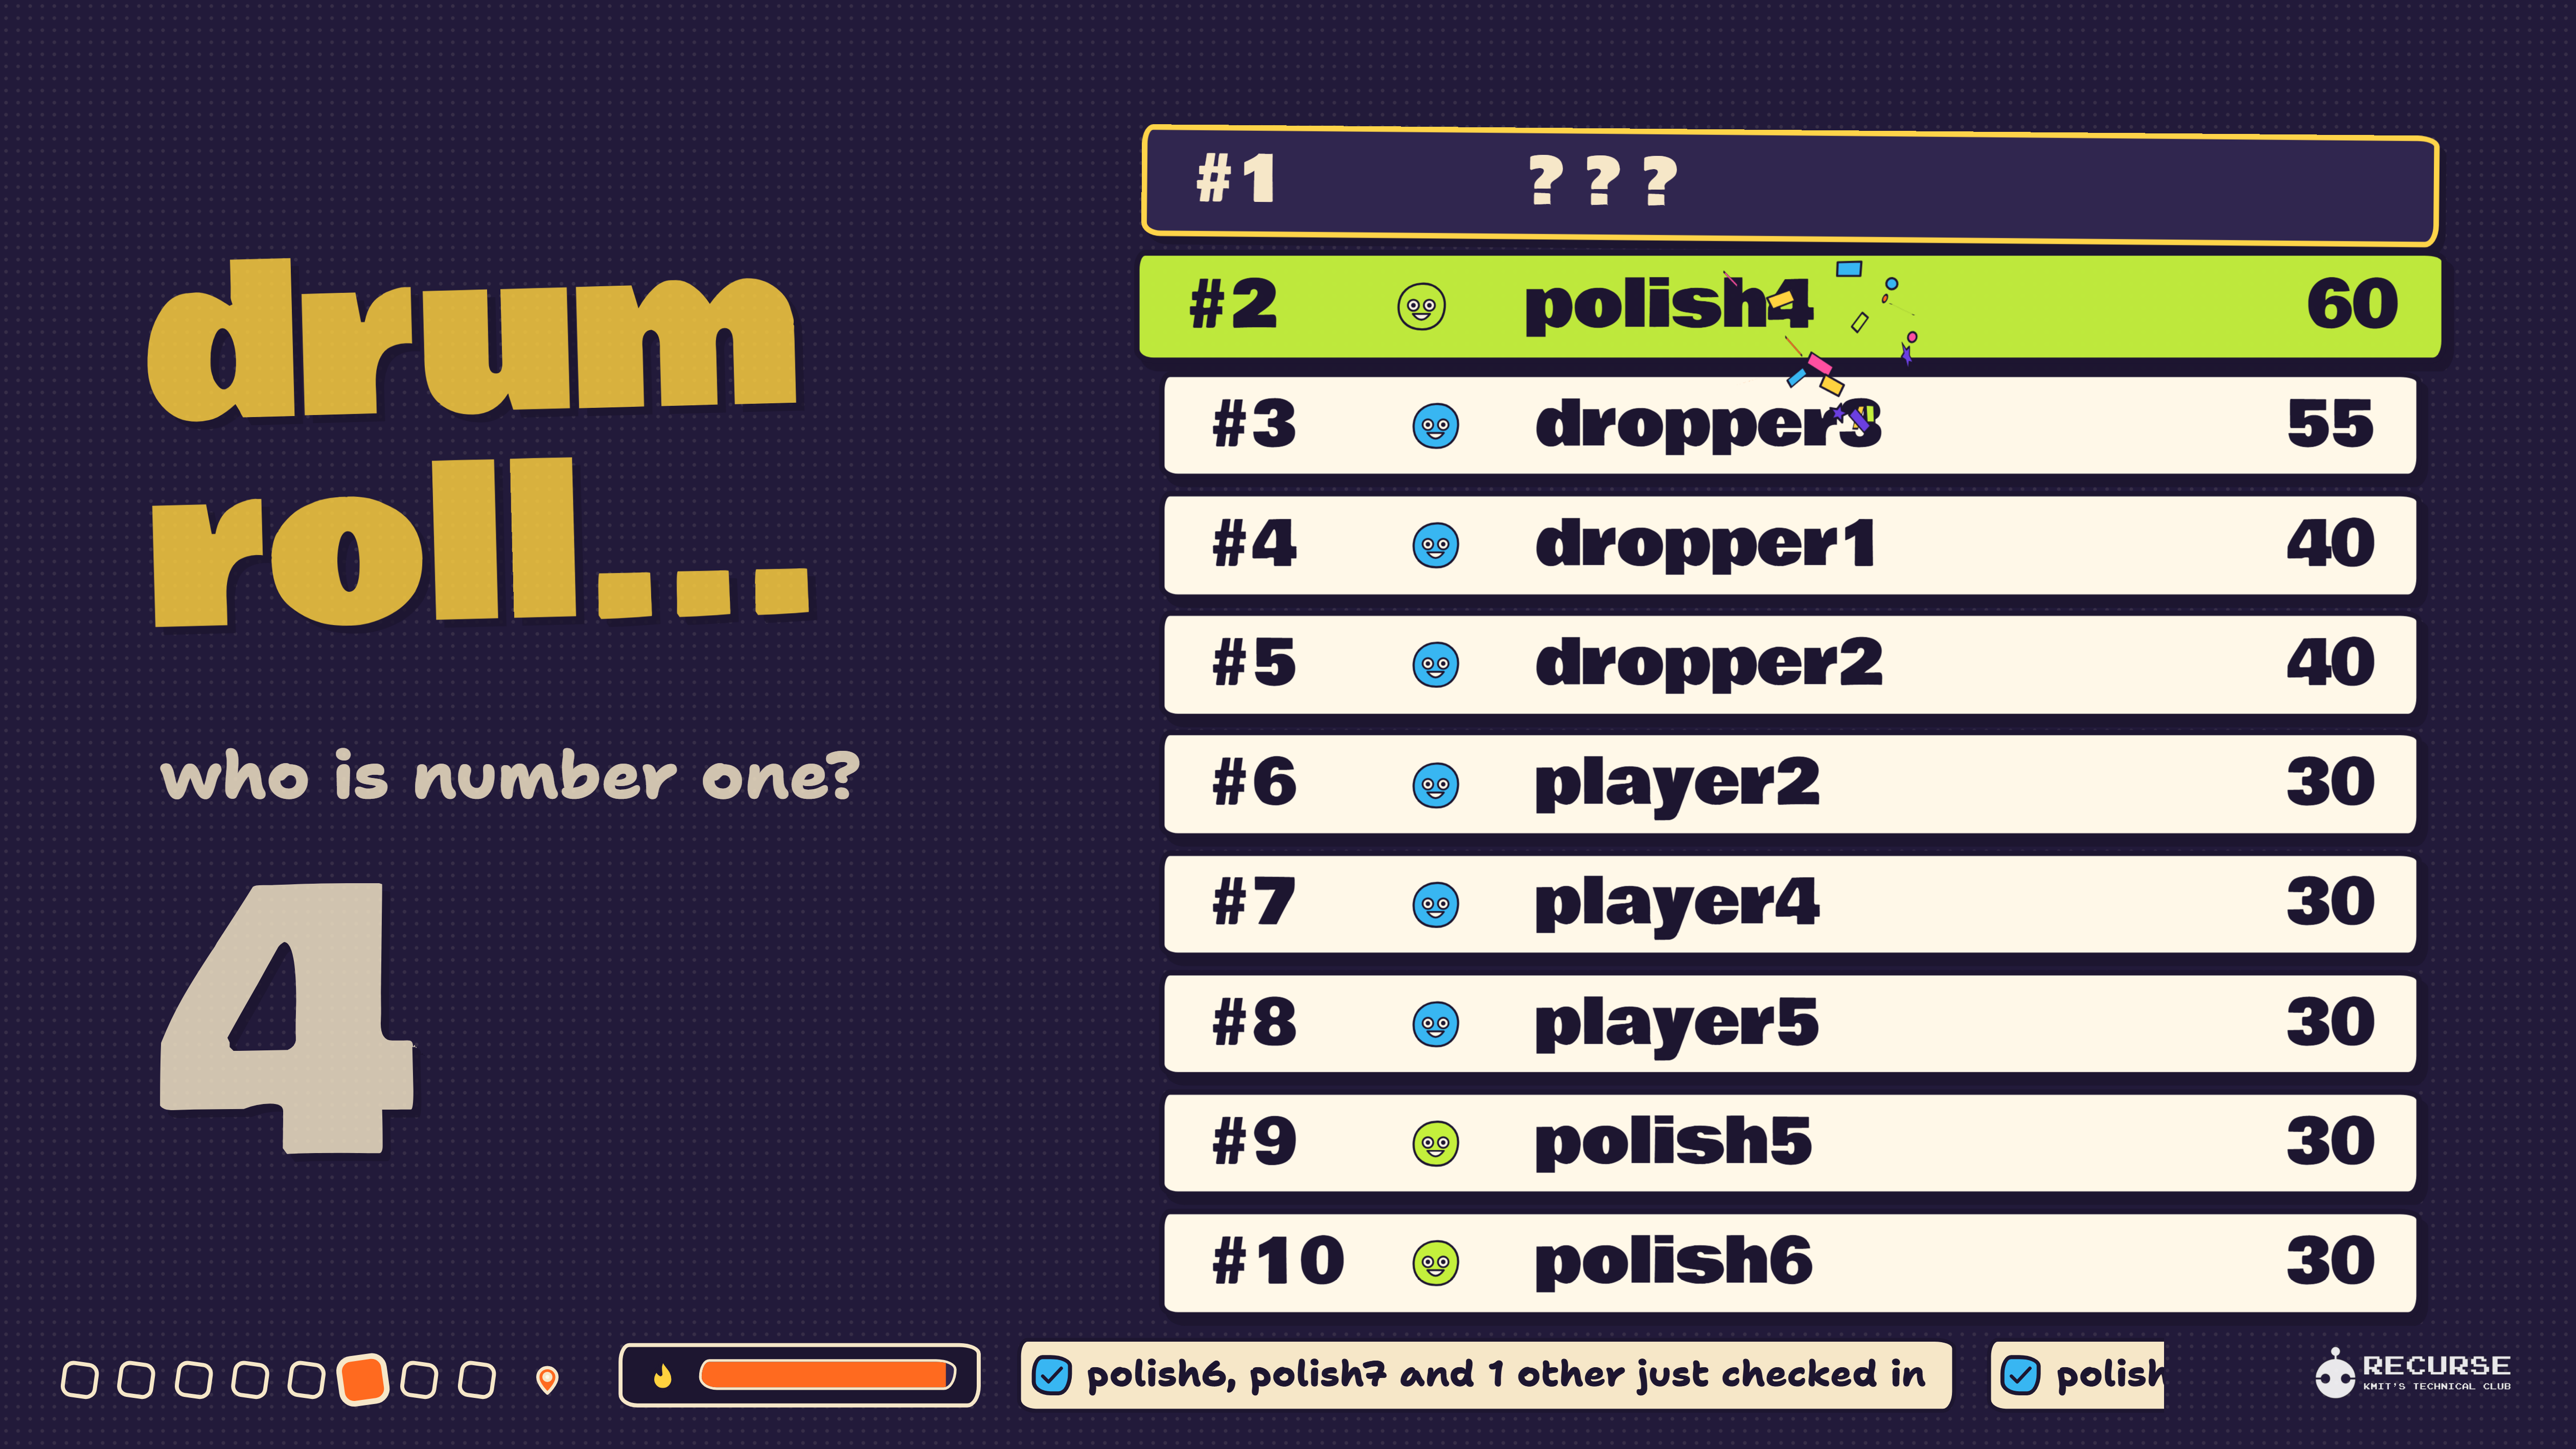 drum
roll...
who is number one?
4
#1 ? ? ?
#2 polish4 60
#3 dropper3 55
#4 dropper1 40
#5 dropper2 40
#6 player2 30
#7 player4 30
#8 player5 30
#9 polish5 30
#10 polish6 30
polish6, polish7 and 1 other just checked in
polish
RECURSE
KMIT'S TECHNICAL CLUB